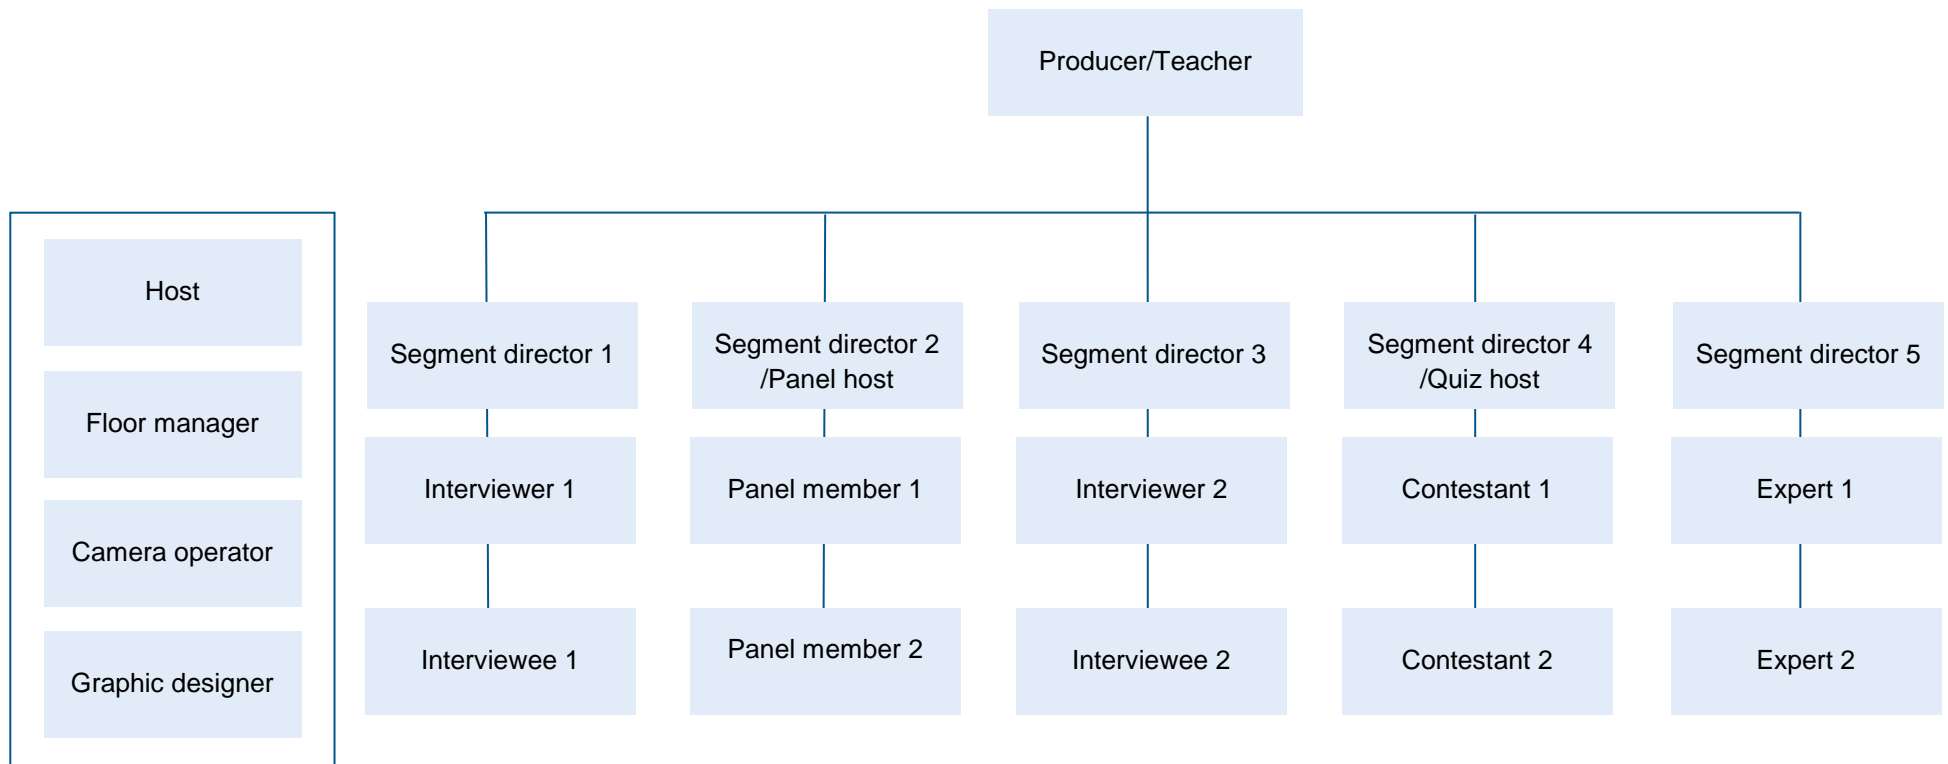 Producer/Teacher
Host
Floor manager
Camera operator
Graphic designer
Segment director 1
Segment director 2
/Panel host
Segment director 3
Segment director 4
/Quiz host
Segment director 5
Interviewer 1
Panel member 1
Interviewer 2
Contestant 1
Expert 1
Interviewee 1
Panel member 2
Interviewee 2
Contestant 2
Expert 2